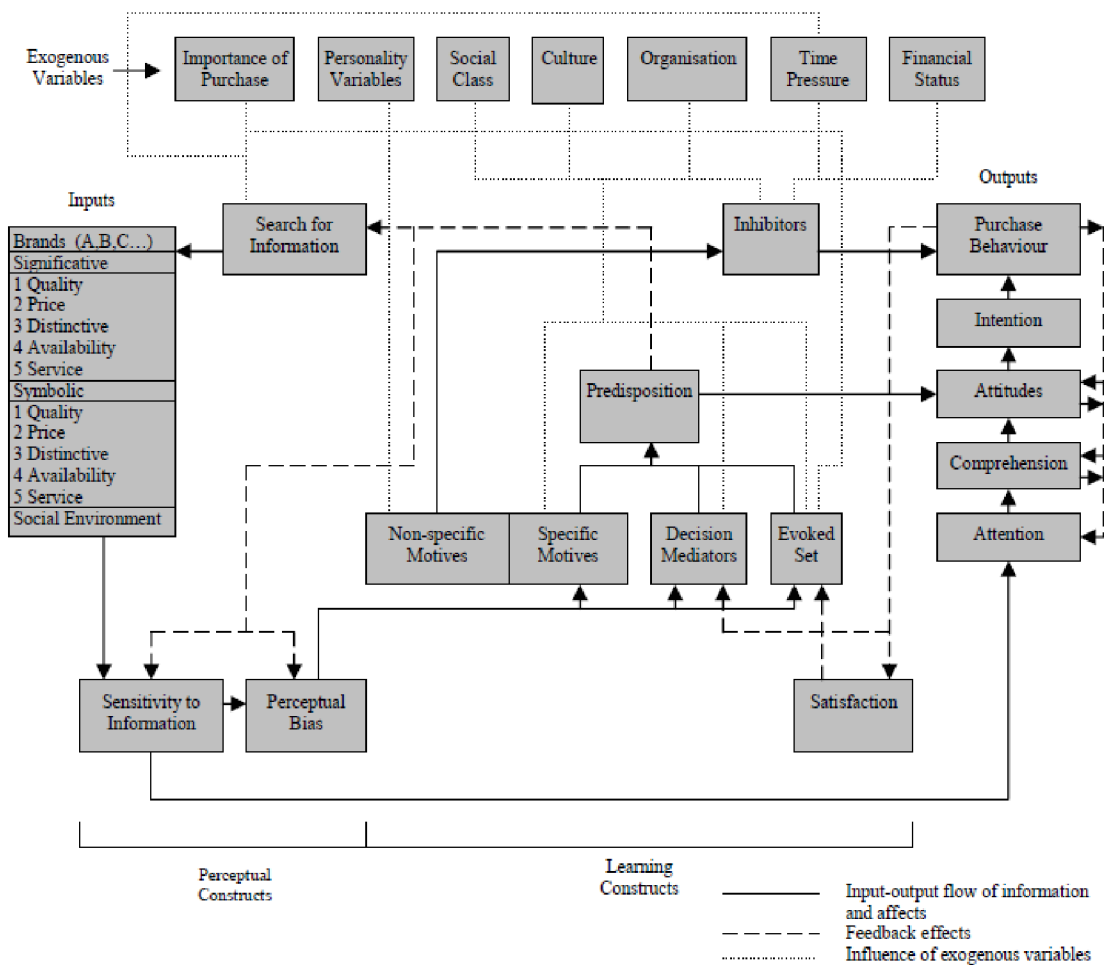 Exogenous
Variables
Importance of
Purchase
Personality
Variables
Social
Class
Culture
Organisation
Time
Pressure
Financial
Status
Inputs
Outputs
Brands (A,B,C…)
Significative
1 Quality
2 Price
3 Distinctive
4 Availability
5 Service
Symbolic
1 Quality
2 Price
3 Distinctive
4 Availability
5 Service
Social Environment
Search for
Information
Inhibitors
Purchase
Behaviour
Intention
Predisposition
Attitudes
Comprehension
Non-specific
Motives
Specific
Motives
Decision
Mediators
Evoked
Set
Attention
Sensitivity to
Information
Perceptual
Bias
Satisfaction
Perceptual
Constructs
Learning
Constructs
Input-output flow of information
and affects
Feedback effects
Influence of exogenous variables